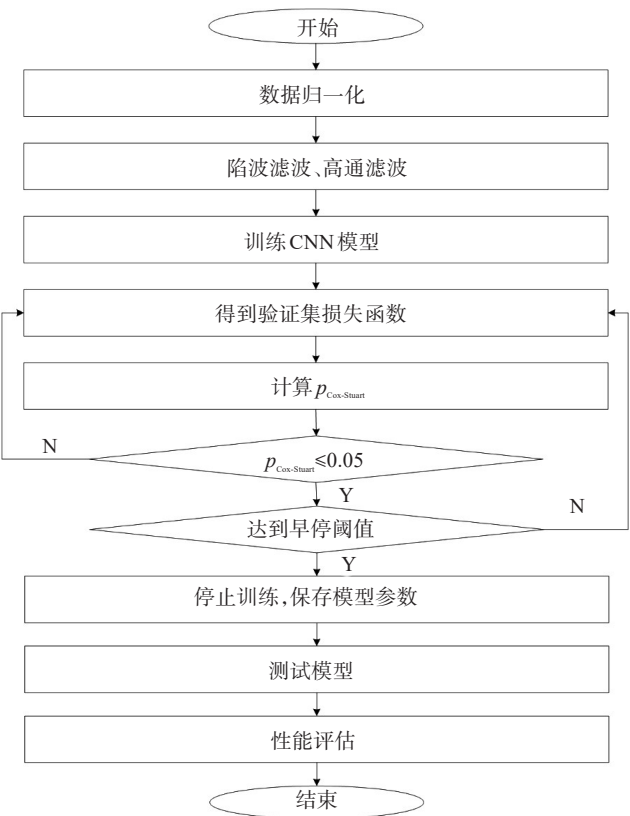 开始
数据归一化
陷波滤波、高通滤波
训练CNN模型
得到验证集损失函数
计算p_Cox-Stuart
N
p_Cox-Stuart≤0.05
Y
N
达到早停阈值
Y
停止训练,保存模型参数
测试模型
性能评估
结束